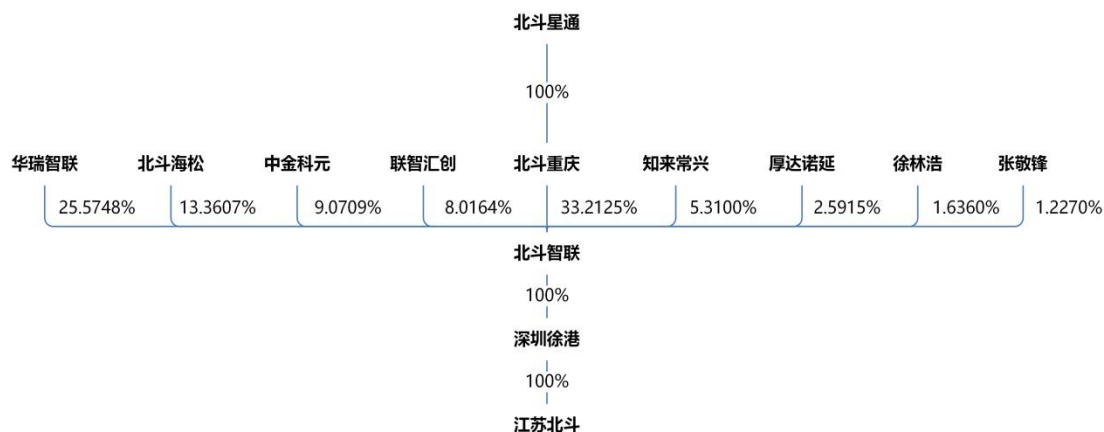 北斗星通
100%
华瑞智联 北斗海松 中金科元 联智汇创 北斗重庆 知来常兴 厚达诺延 徐林浩 张敬锋
25.5748% 13.3607% 9.0709% 8.0164% 33.2125% 5.3100% 2.5915% 1.6360% 1.2270%
北斗智联
100%
深圳徐港
100%
江苏北斗